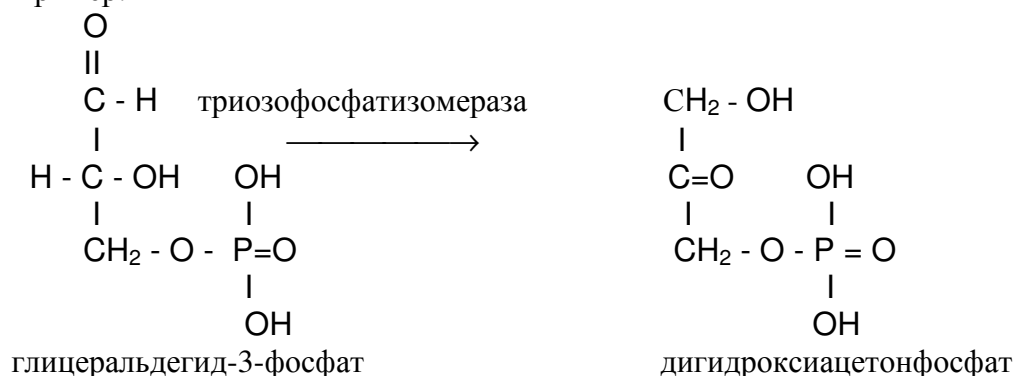 O
II
C - H триозофосфатизомераза CH₂ - OH
I ⟶ I
H - C - OH OH C=O OH
I I I I
CH₂ - O - P=O CH₂ - O - P = O
I I
OH OH
глицеральдегид-3-фосфат дигидроксиацетонфосфат